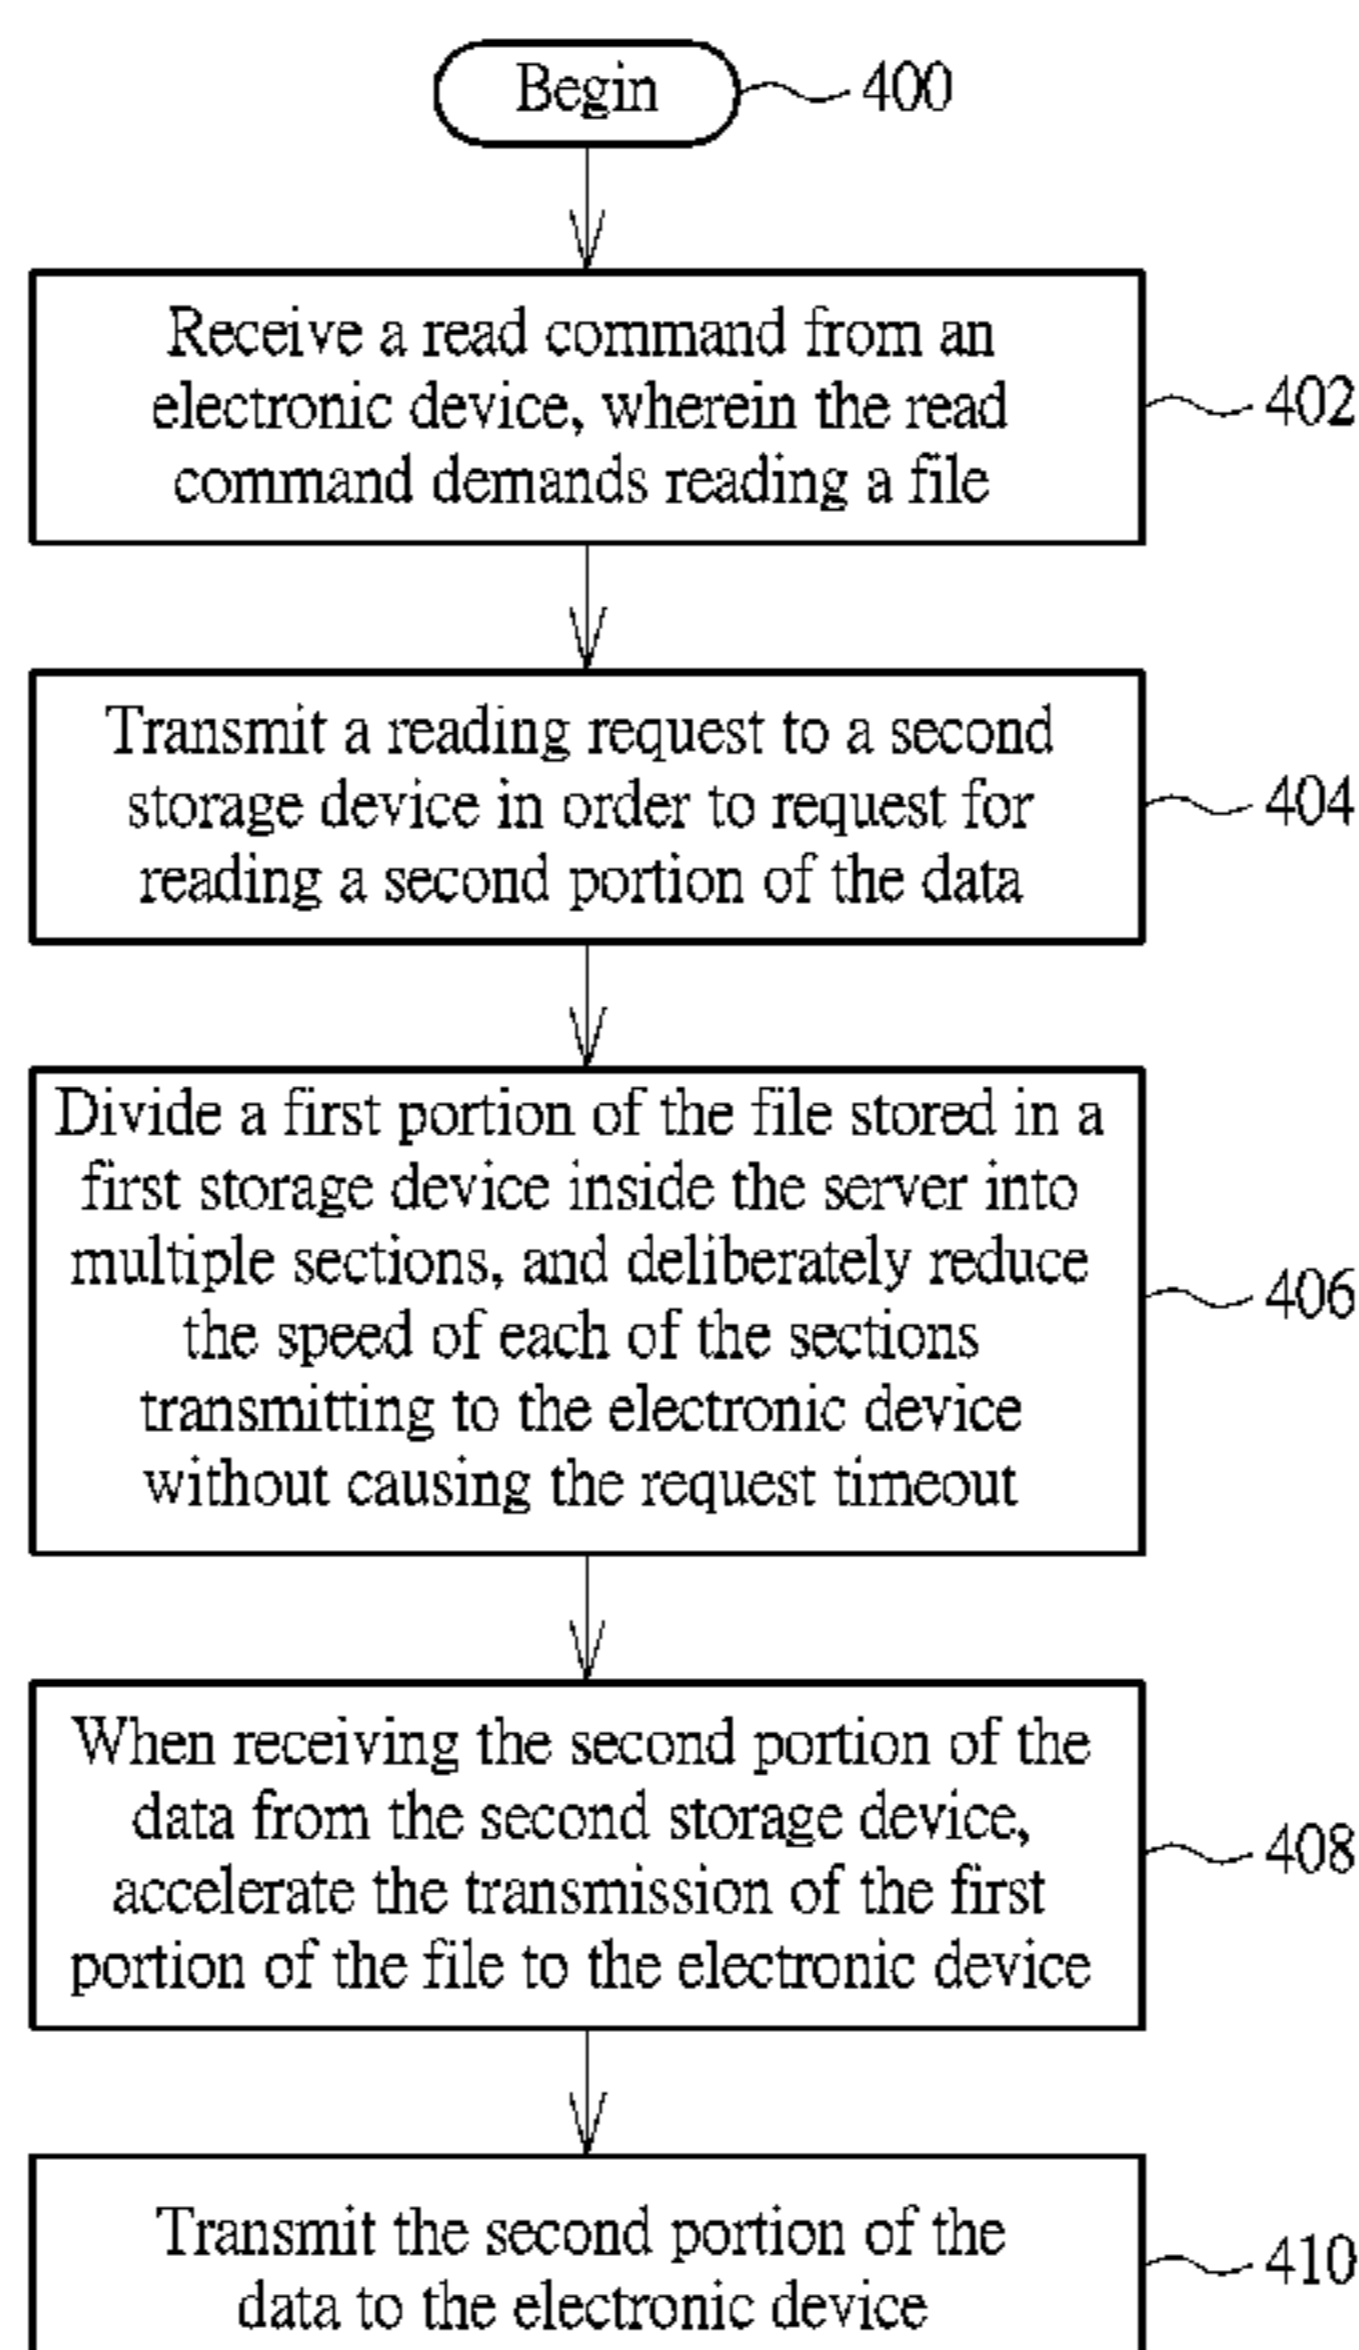 Begin
400
Receive a read command from an
electronic device, wherein the read
command demands reading a file
402
Transmit a reading request to a second
storage device in order to request for
reading a second portion of the data
404
Divide a first portion of the file stored in a
first storage device inside the server into
multiple sections, and deliberately reduce
the speed of each of the sections
transmitting to the electronic device
without causing the request timeout
406
When receiving the second portion of the
data from the second storage device,
accelerate the transmission of the first
portion of the file to the electronic device
408
Transmit the second portion of the
data to the electronic device
410